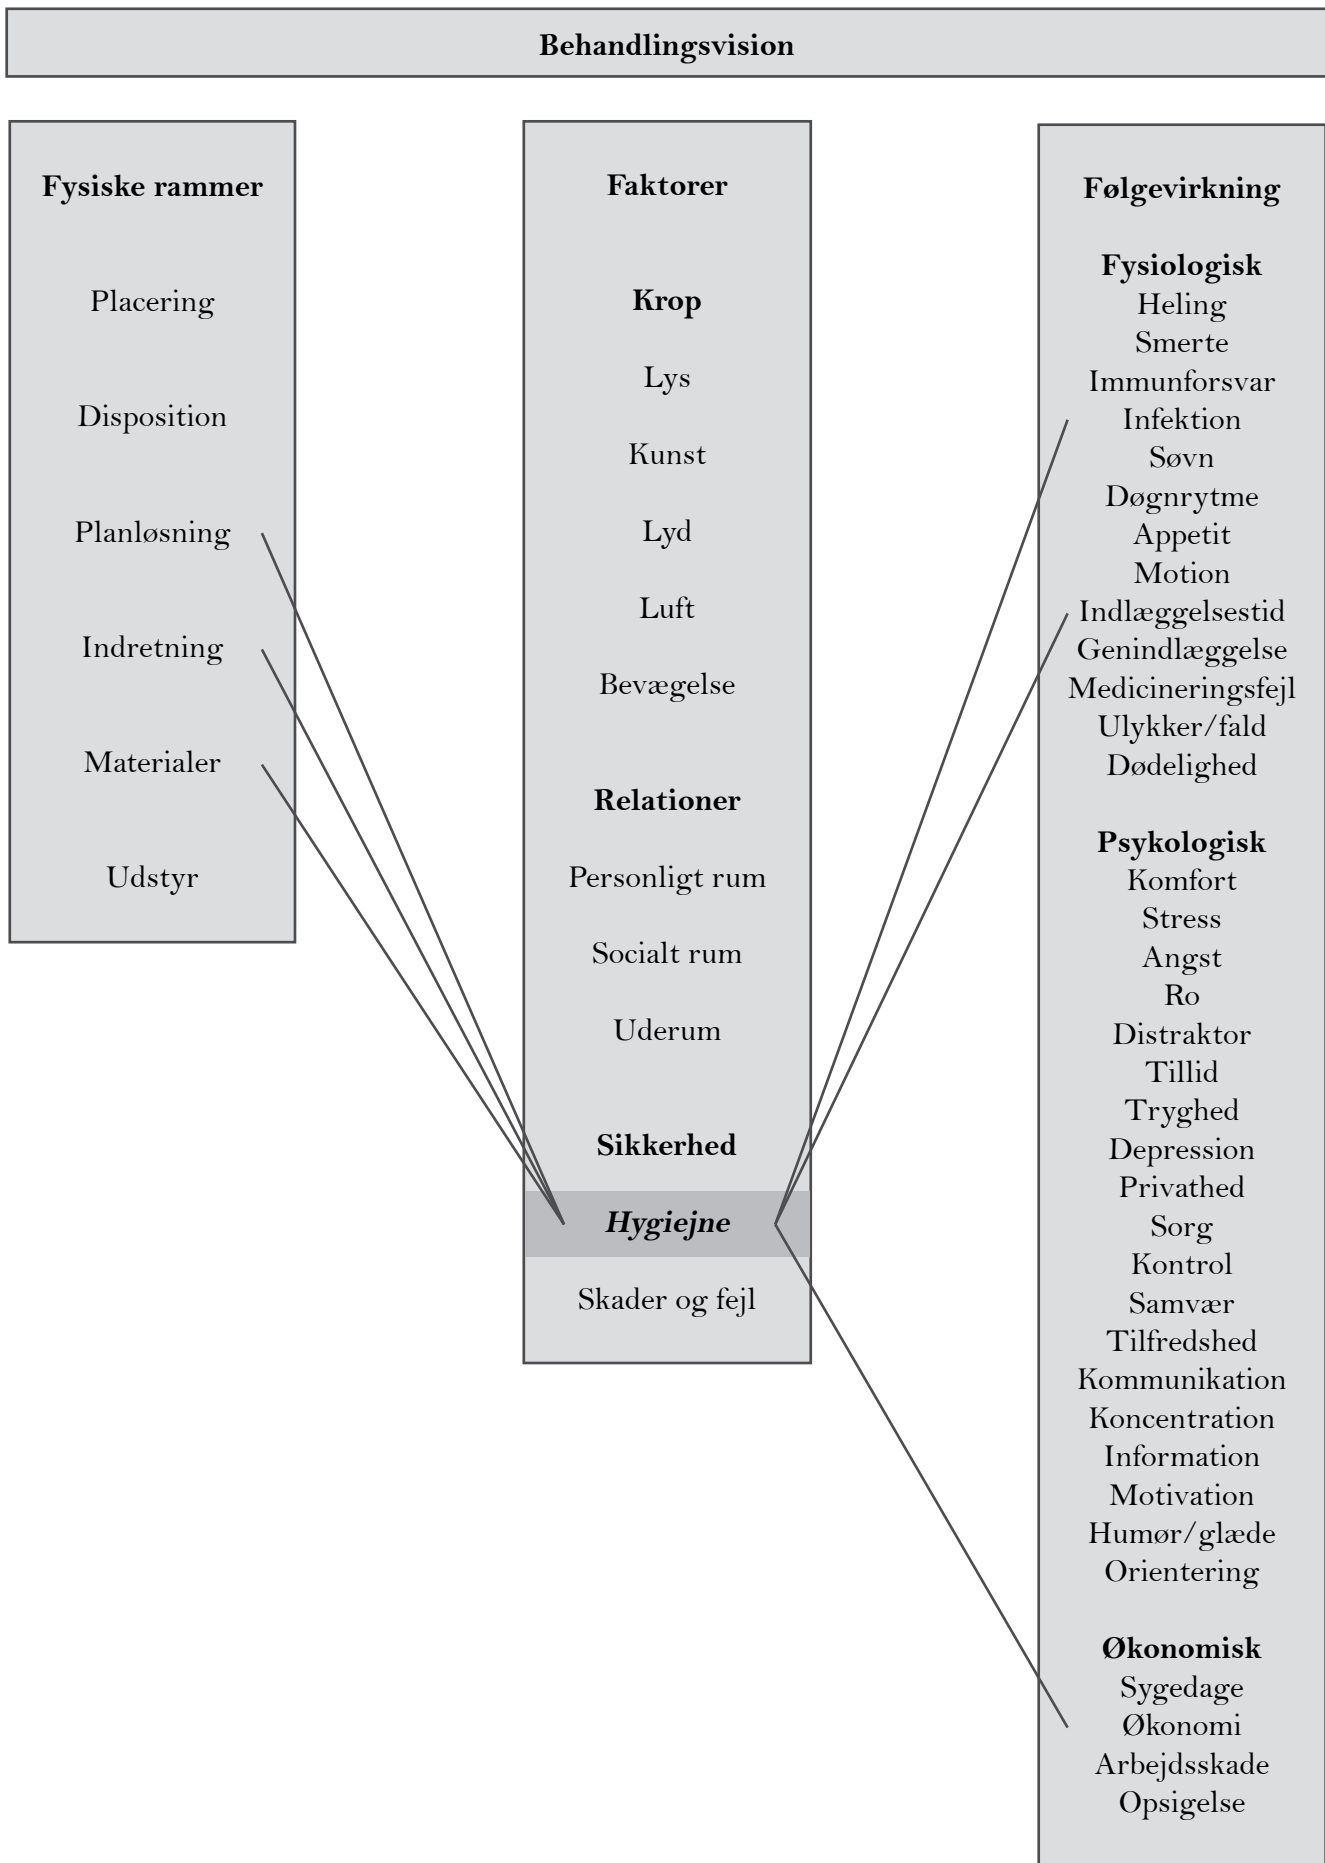 Behandlingsvision
Fysiske rammer
Placering
Disposition
Planløsning
Indretning
Materialer
Udstyr
Faktorer
Krop
Lys
Kunst
Lyd
Luft
Bevægelse
Relationer
Personligt rum
Socialt rum
Uderum
Sikkerhed
Hygiejne
Skader og fejl
Følgevirkning
Fysiologisk
Heling
Smerte
Immunforsvar
Infektion
Søvn
Døgnrytme
Appetit
Motion
Indlæggelsestid
Genindlæggelse
Medicineringsfejl
Ulykker/fald
Dødelighed
Psykologisk
Komfort
Stress
Angst
Ro
Distraktor
Tillid
Tryghed
Depression
Privathed
Sorg
Kontrol
Samvær
Tilfredshed
Kommunikation
Koncentration
Information
Motivation
Humør/glæde
Orientering
Økonomisk
Sygedage
Økonomi
Arbejdsskade
Opsigelse